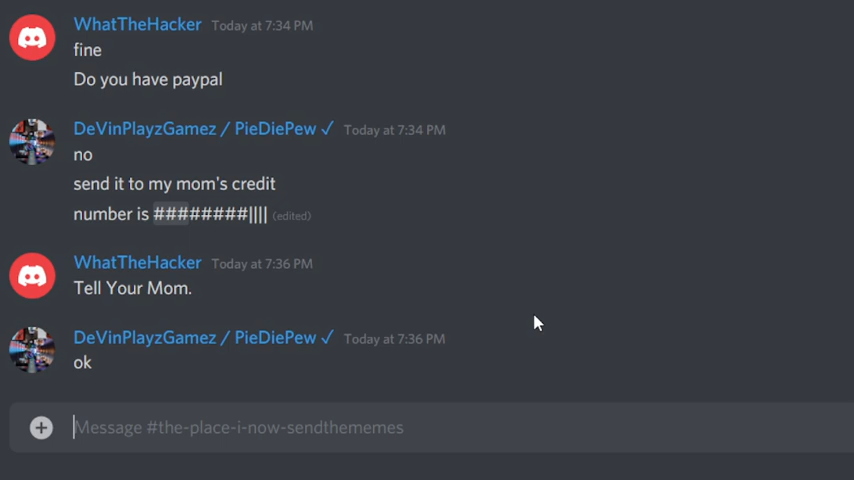 WhatTheHacker Today at 7:34 PM
fine
Do you have paypal
DeVinPlayzGamez / PieDiePew ✓ Today at 7:34 PM
no
send it to my mom's credit
number is ########|||| (edited)
WhatTheHacker Today at 7:36 PM
Tell Your Mom.
DeVinPlayzGamez / PieDiePew ✓ Today at 7:36 PM
ok
Message #the-place-i-now-sendthememes